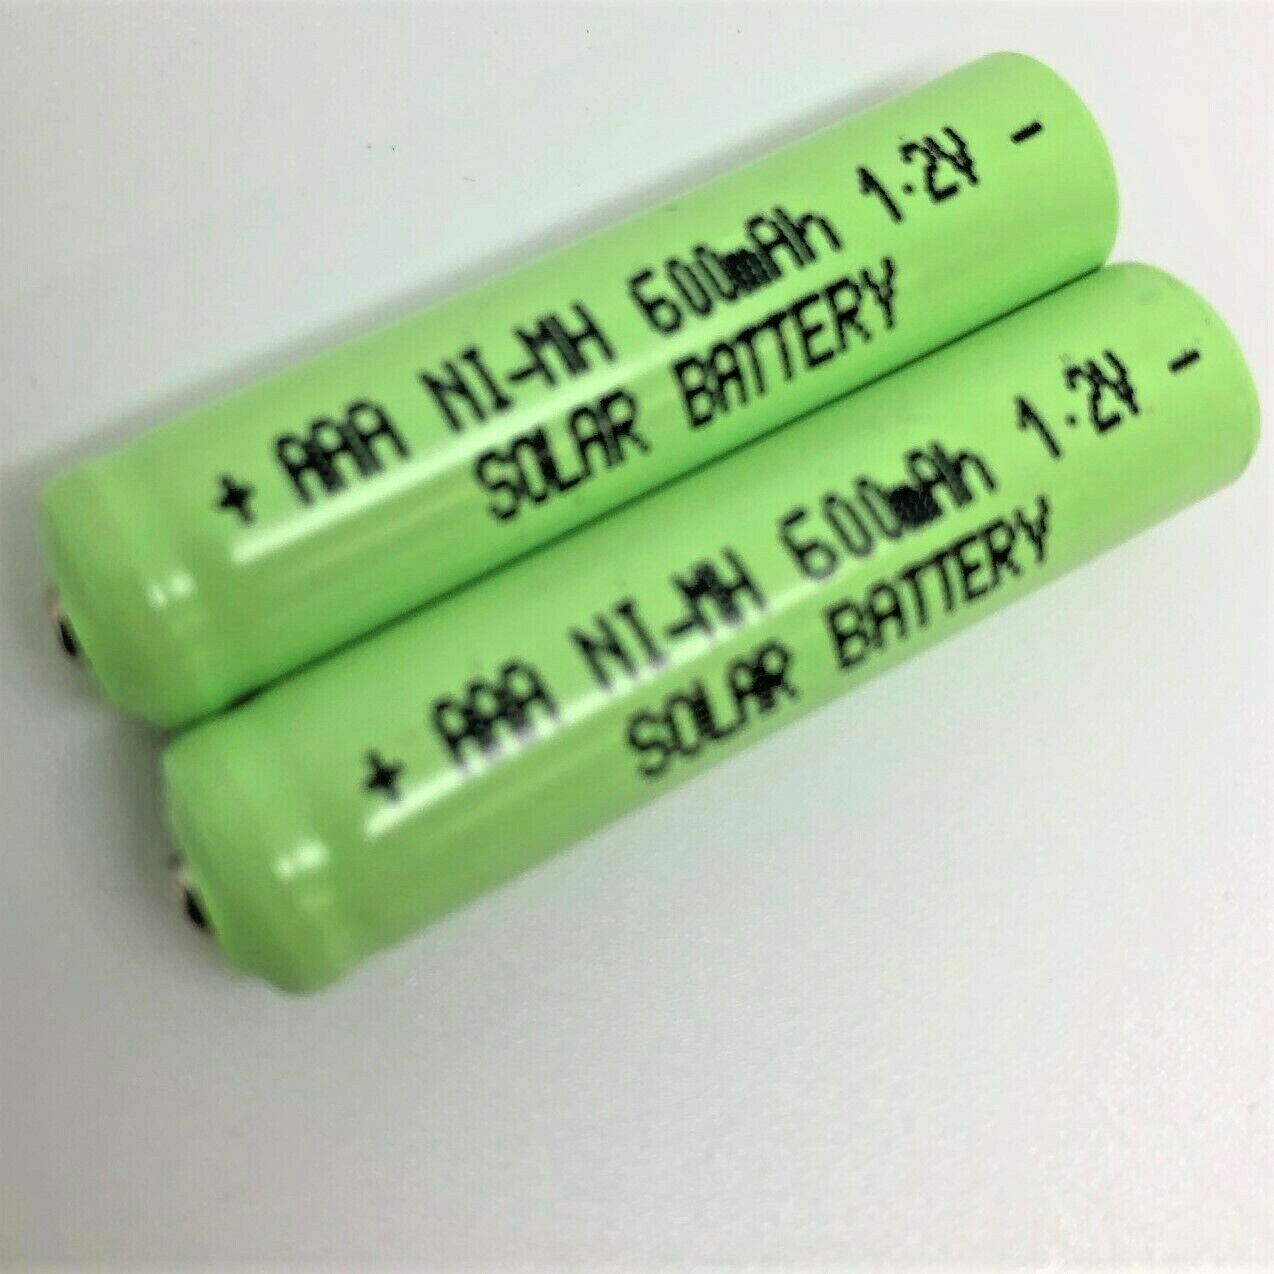 + AAA NI-MH 600mAh 1.2V -
SOLAR BATTERY
+ AAA NI-MH 600mAh 1.2V -
SOLAR BATTERY